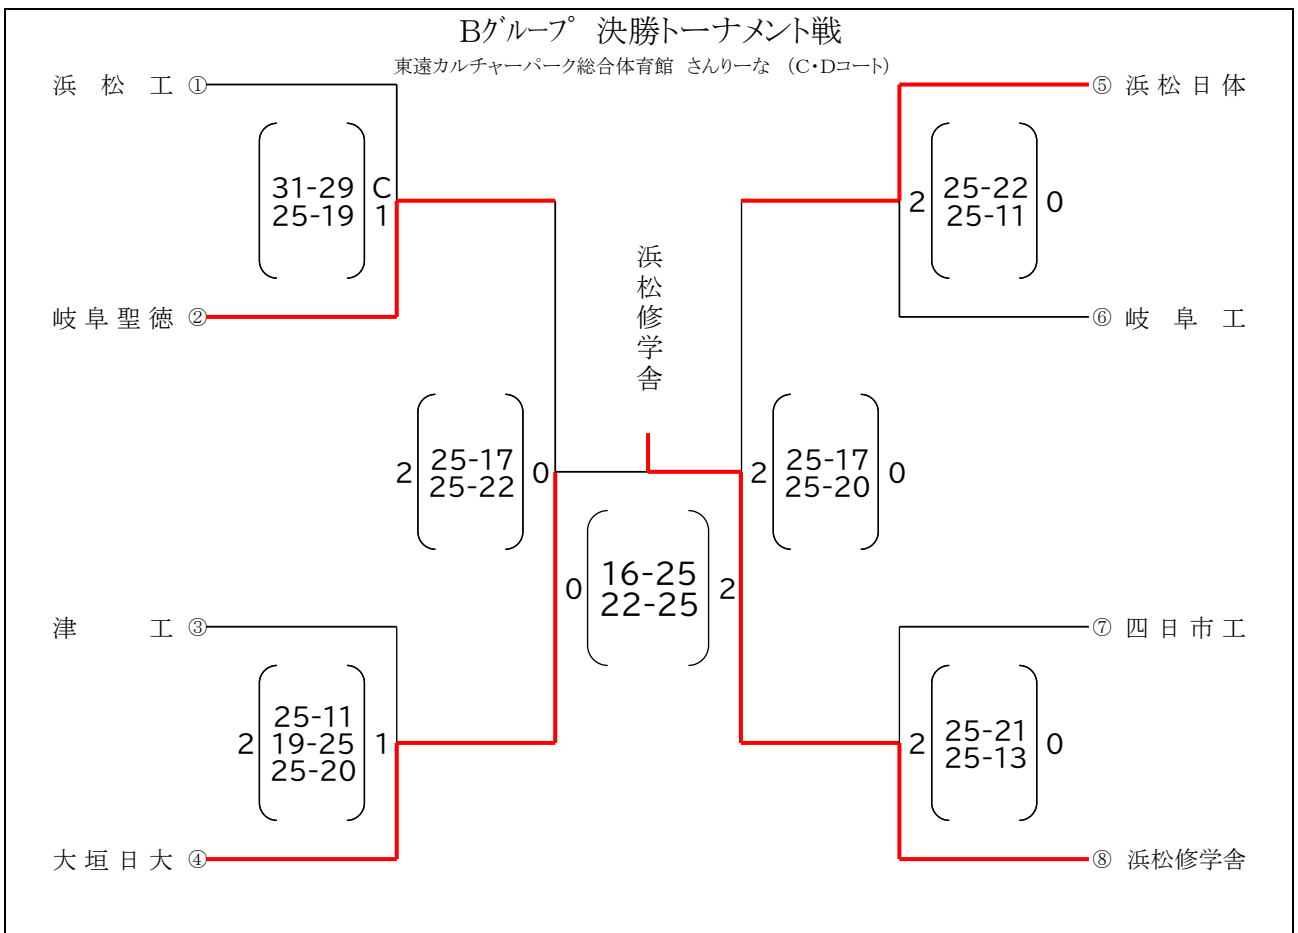 Bグループ 決勝トーナメント戦
東遠カルチャーパーク総合体育館 さんりーな (C・Dコート)
浜松工 ①
⑤ 浜松日体
31-29 C
25-19 1
2 25-22 0
25-11
浜松修学舎
岐阜聖徳 ②
⑥ 岐阜工
2 25-17 0
25-22
2 25-17 0
25-20
0 16-25 2
22-25
津工 ③
⑦ 四日市工
25-11
2 19-25 1
25-20
2 25-21 0
25-13
大垣日大 ④
⑧ 浜松修学舎